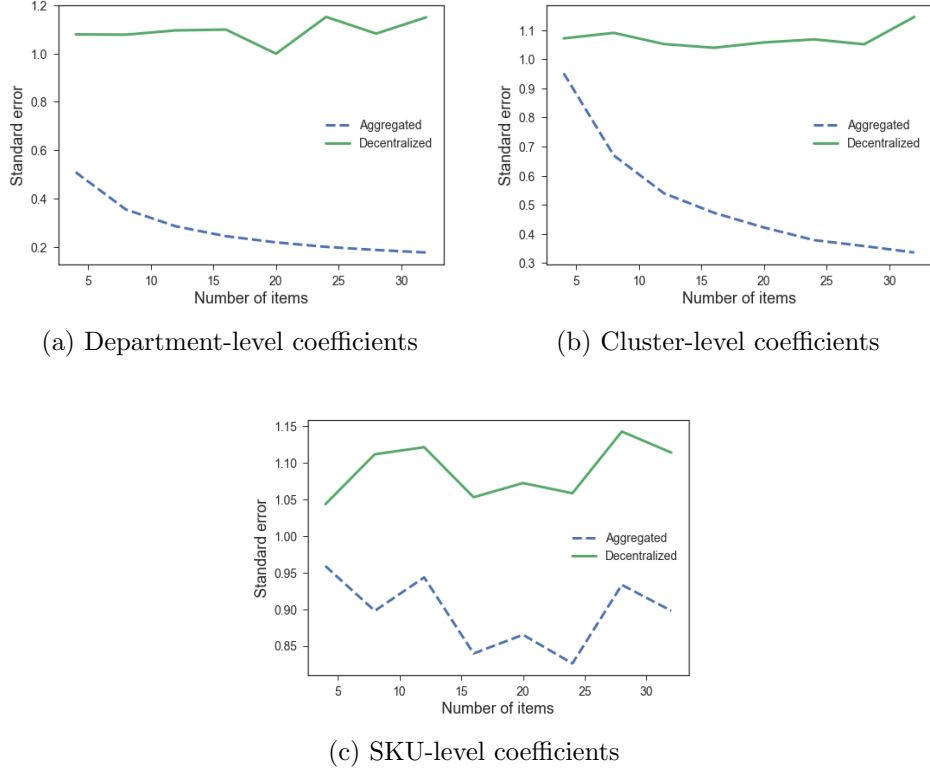 1.2
1.0
0.8
0.6
0.4
0.2
Standard error
Aggregated
Decentralized
5 10 15 20 25 30
Number of items
(a) Department-level coefficients
1.1
1.0
0.9
0.8
0.7
0.6
0.5
0.4
0.3
Standard error
Aggregated
Decentralized
5 10 15 20 25 30
Number of items
(b) Cluster-level coefficients
1.15
1.10
1.05
1.00
0.95
0.90
0.85
Standard error
Aggregated
Decentralized
5 10 15 20 25 30
Number of items
(c) SKU-level coefficients